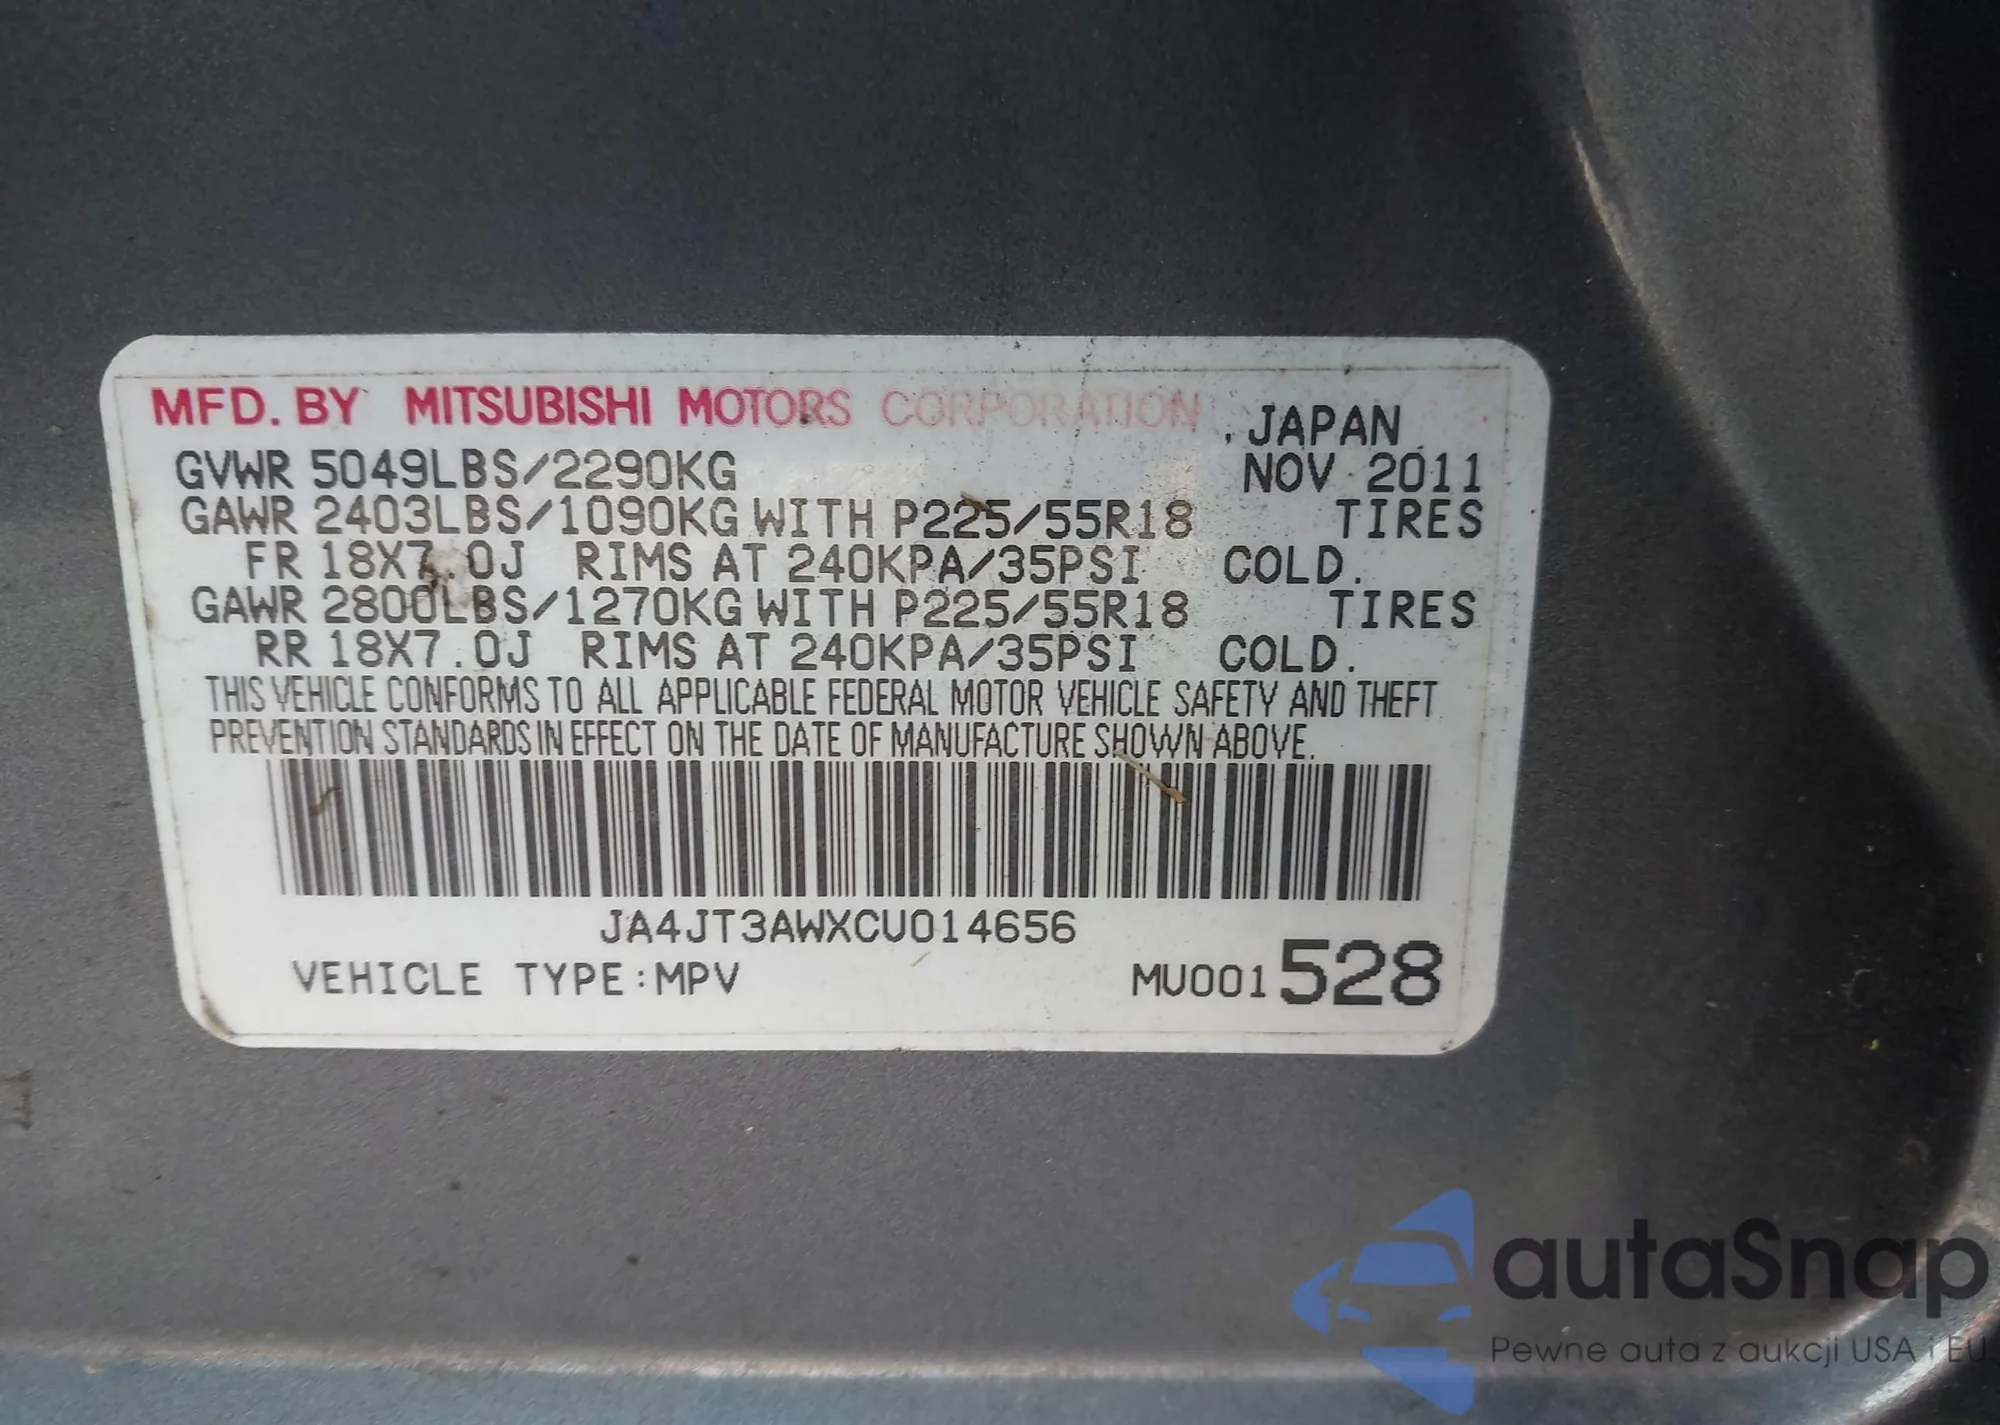 MFD. BY MITSUBISHI MOTORS CORPORATION, JAPAN
GVWR 5049LBS/2290KG NOV 2011
GAWR 2403LBS/1090KG WITH P225/55R18 TIRES
FR 18X7.0J RIMS AT 240KPA/35PSI COLD.
GAWR 2800LBS/1270KG WITH P225/55R18 TIRES
RR 18X7.0J RIMS AT 240KPA/35PSI COLD.
THIS VEHICLE CONFORMS TO ALL APPLICABLE FEDERAL MOTOR VEHICLE SAFETY AND THEFT
PREVENTION STANDARDS IN EFFECT ON THE DATE OF MANUFACTURE SHOWN ABOVE.
JA4JT3AWXCU014656
VEHICLE TYPE:MPV MU001528
autaSnap
Pewne auta z aukcji USA i EU